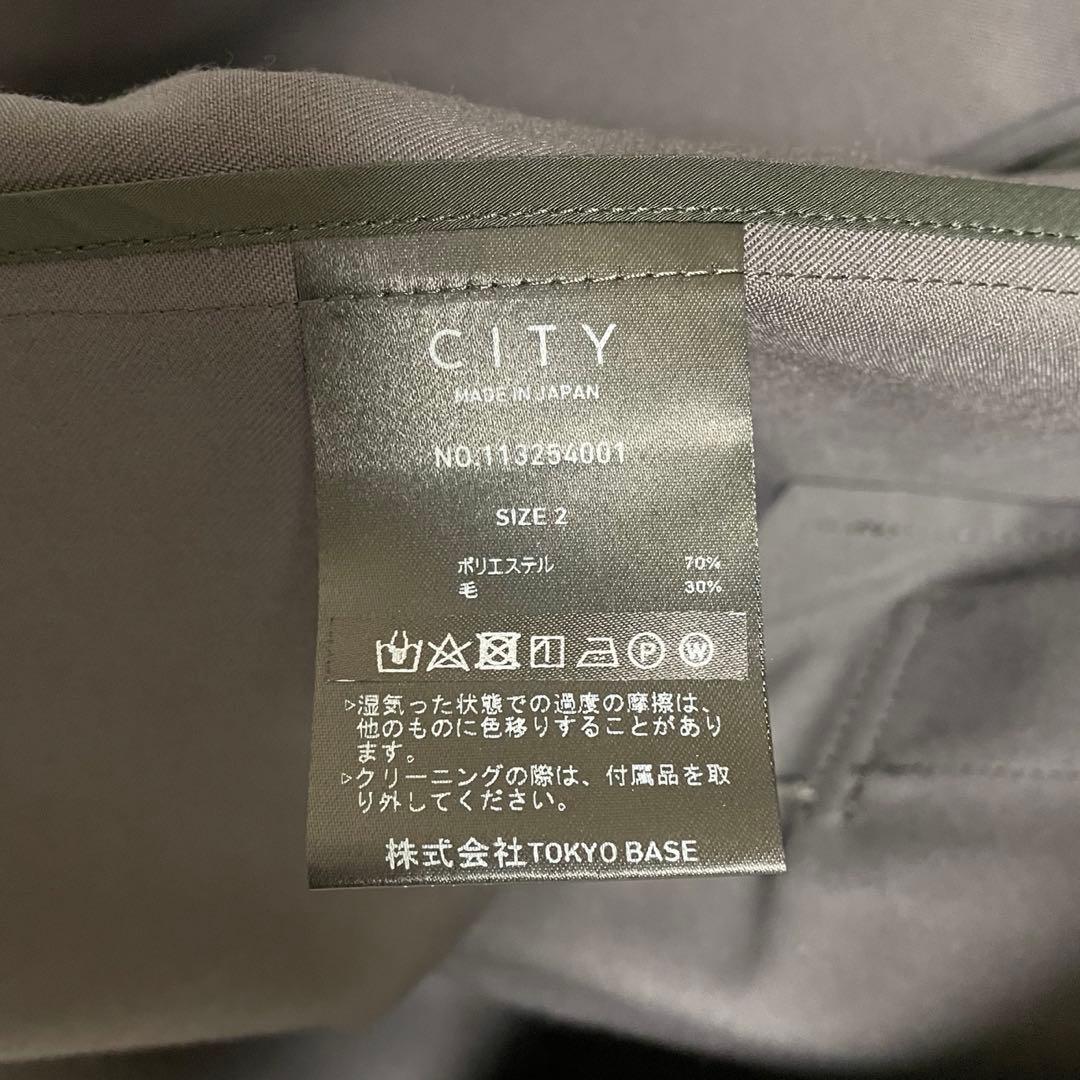 CITY
MADE IN JAPAN
NO.113254001
SIZE 2
ポリエステル 70%
毛 30%
P W
▷湿気った状態での過度の摩擦は、
他のものに色移りすることがあり
ます。
▷クリーニングの際は、付属品を取
り外してください。
株式会社TOKYO BASE